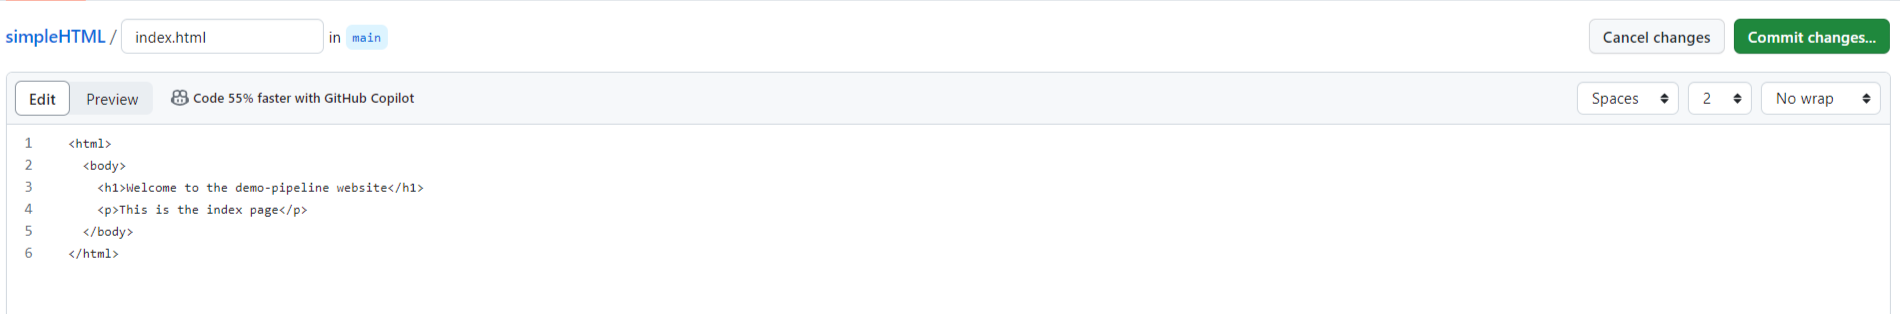 simpleHTML / index.html in main Cancel changes Commit changes...
Edit Preview Code 55% faster with GitHub Copilot Spaces 2 No wrap
1 <html>
2   <body>
3     <h1>Welcome to the demo-pipeline website</h1>
4     <p>This is the index page</p>
5   </body>
6 </html>